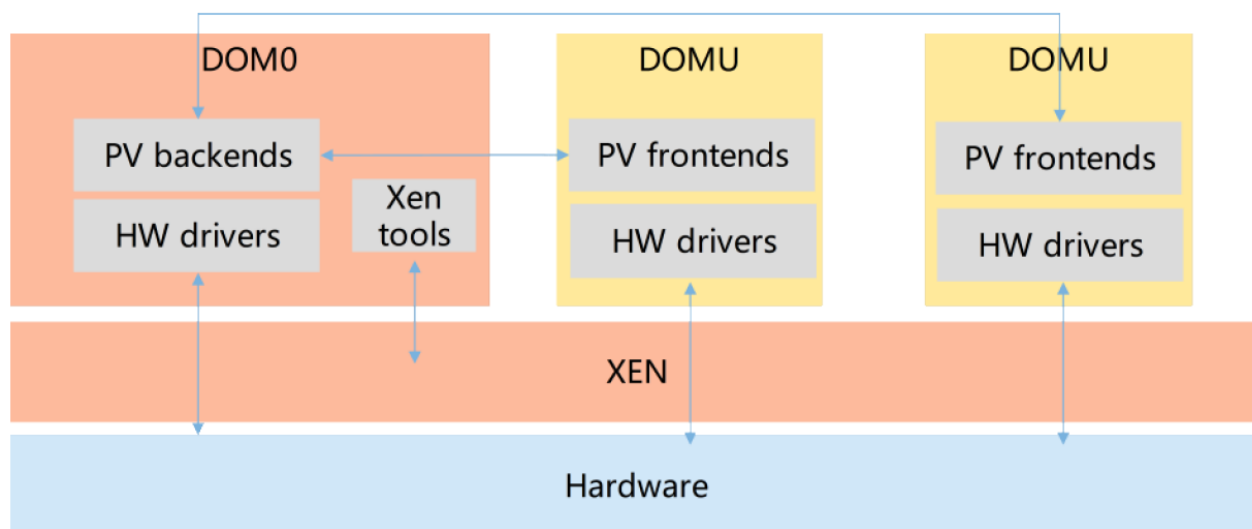 DOM0
PV backends
HW drivers
Xen
tools
DOMU
PV frontends
HW drivers
DOMU
PV frontends
HW drivers
XEN
Hardware